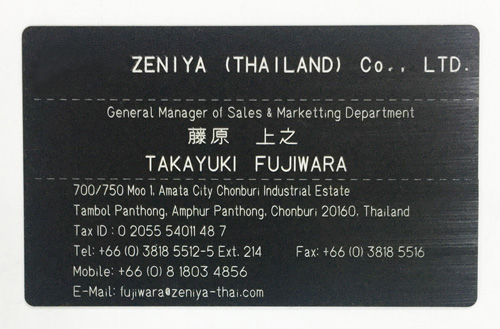 ZENIYA (THAILAND) Co., LTD.
General Manager of Sales & Marketting Department
藤原 上之
TAKAYUKI FUJIWARA
700/750 Moo 1, Amata City Chonburi Industrial Estate
Tambol Panthong, Amphur Panthong, Chonburi 20160, Thailand
Tax ID : 0 2055 54011 48 7
Tel: +66 (0) 3818 5512-5 Ext. 214 Fax: +66 (0) 3818 5516
Mobile: +66 (0) 8 1803 4856
E-Mail: fujiwara@zeniya-thai.com